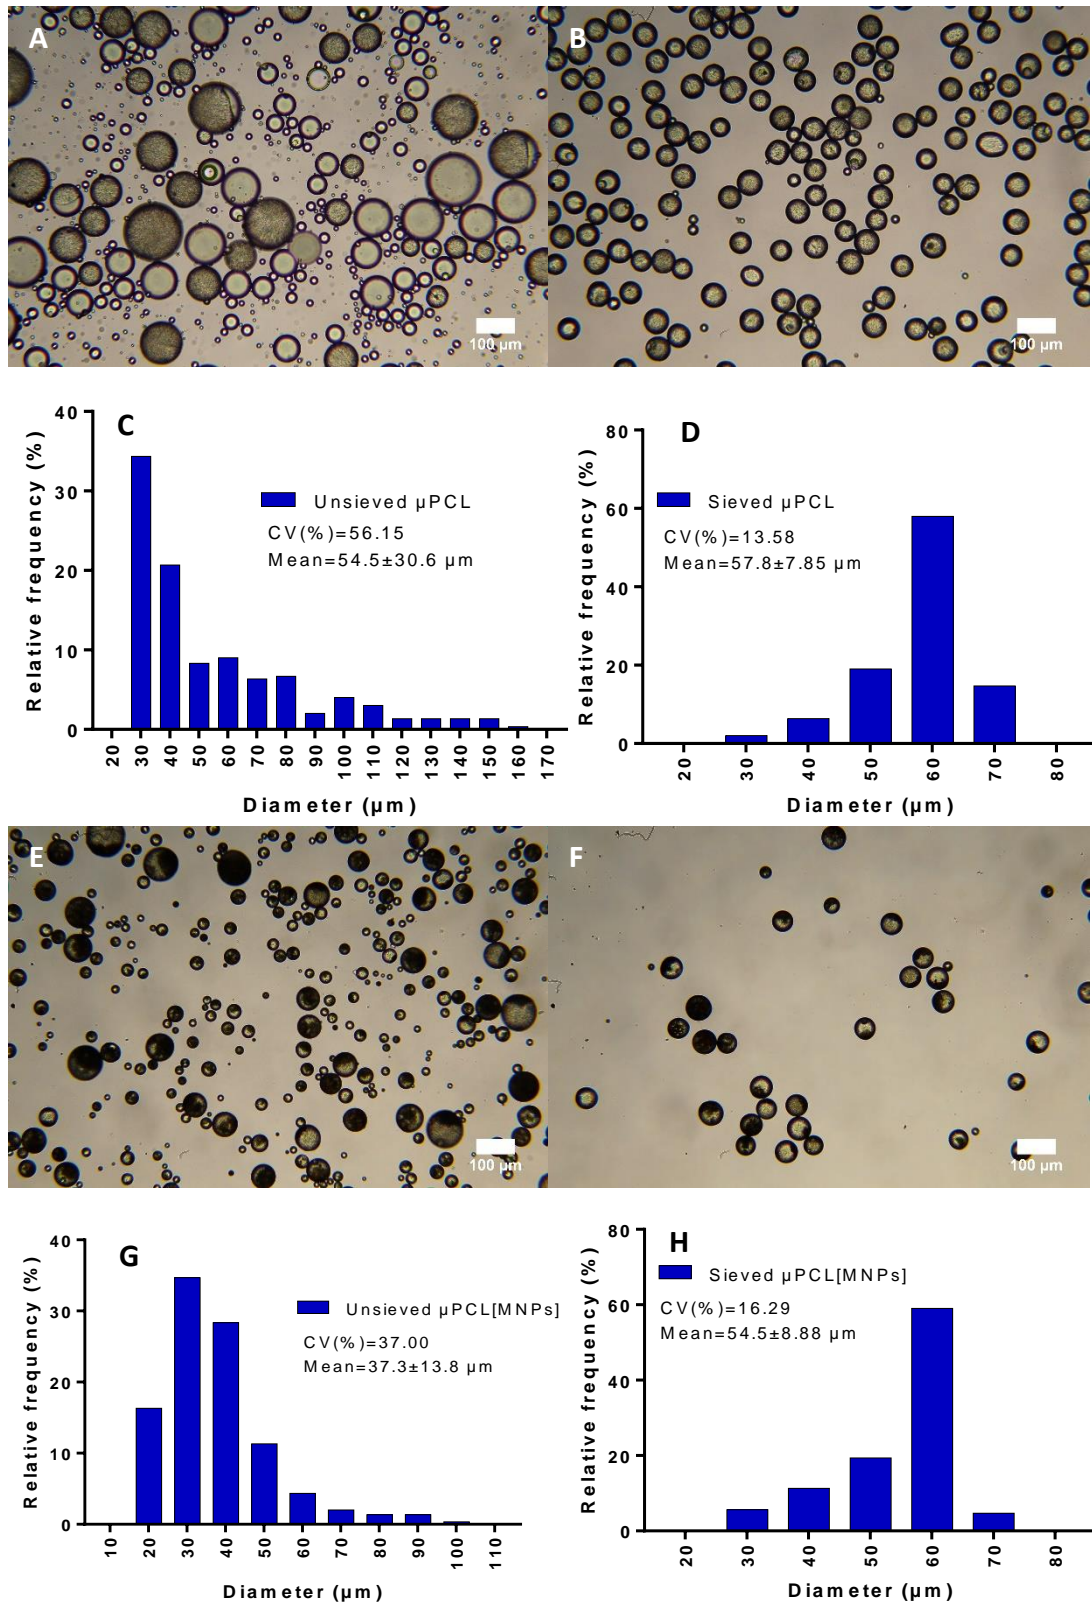 A
B
100 µm
100 µm
C
40
30
20
10
0
Relative frequency (%)
Unsieved µPCL
CV(%)=56.15
Mean=54.5±30.6 µm
20 30 40 50 60 70 80 90 100 110 120 130 140 150 160 170
Diameter (µm)
D
80
60
40
20
0
Relative frequency (%)
Sieved µPCL
CV(%)=13.58
Mean=57.8±7.85 µm
20 30 40 50 60 70 80
Diameter (µm)
E
F
100 µm
100 µm
G
40
30
20
10
0
Relative frequency (%)
Unsieved µPCL[MNPs]
CV(%)=37.00
Mean=37.3±13.8 µm
10 20 30 40 50 60 70 80 90 100 110
Diameter (µm)
H
80
60
40
20
0
Relative frequency (%)
Sieved µPCL[MNPs]
CV(%)=16.29
Mean=54.5±8.88 µm
20 30 40 50 60 70 80
Diameter (µm)